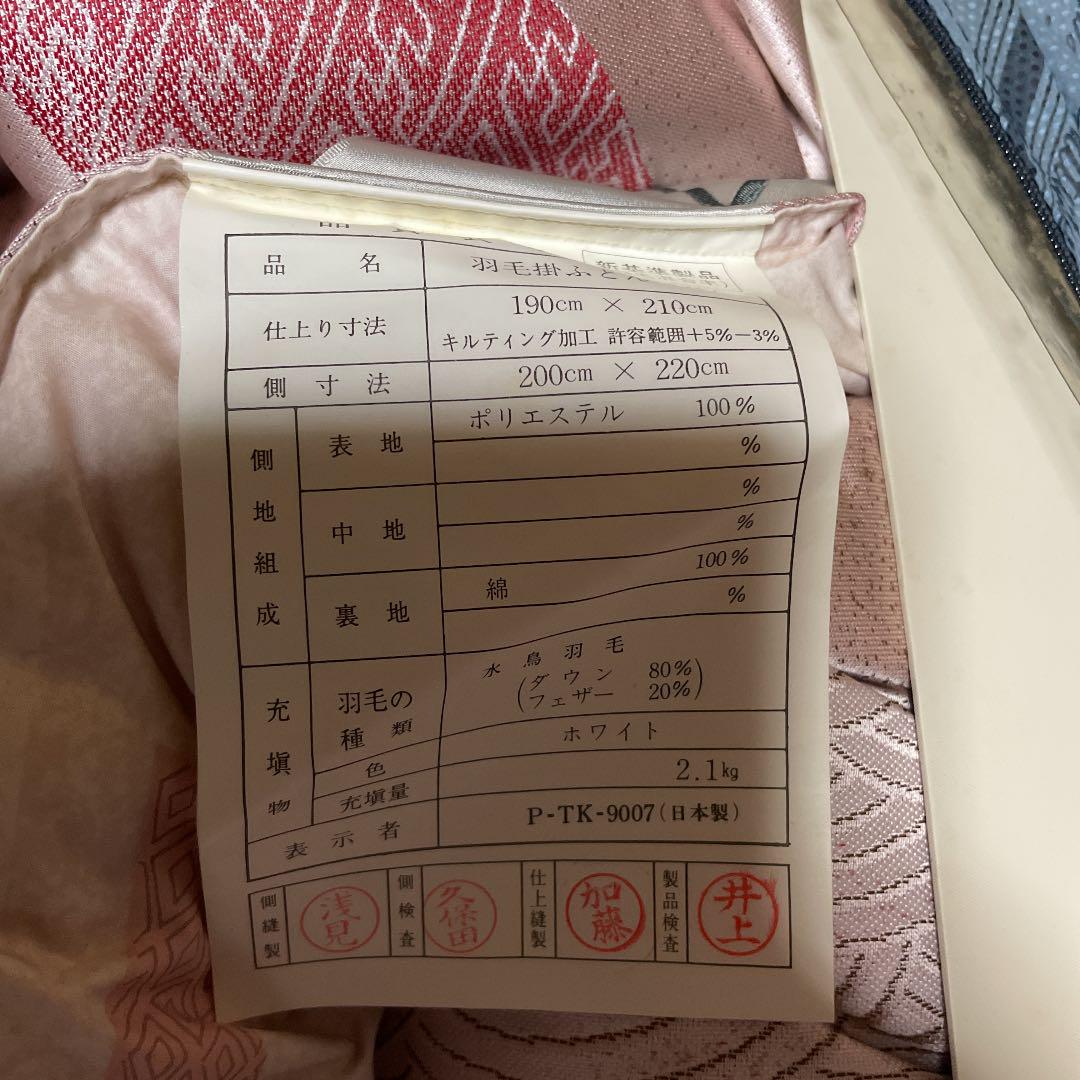 品名 羽毛掛ふとん 新基準製品
仕上り寸法 190cm × 210cm
キルティング加工 許容範囲+5%-3%
側寸法 200cm × 220cm
側地組成 表地 ポリエステル 100%
%
中地 %
%
裏地 綿 100%
%
充塡物 羽毛の種類 水鳥羽毛
(ダウン 80%
フェザー 20%)
色 ホワイト
充塡量 2.1kg
表示者 P-TK-9007(日本製)
側縫製 浅見 側検査 久保田 仕上縫製 加藤 製品検査 井上